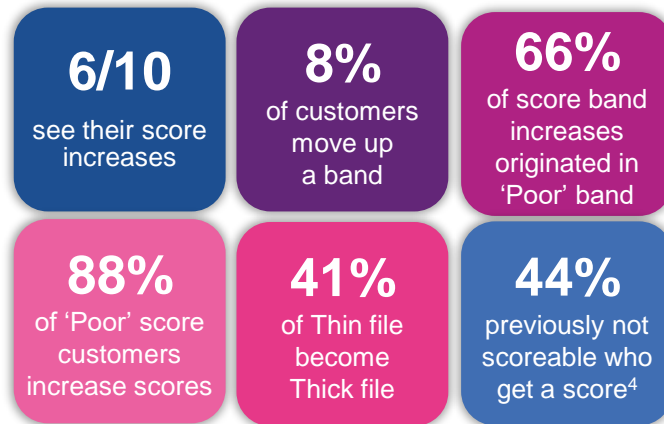 6/10
see their score
increases
8%
of customers
move up
a band
66%
of score band
increases
originated in
‘Poor’ band
88%
of ‘Poor’ score
customers
increase scores
41%
of Thin file
become
Thick file
44%
previously not
scoreable who
get a score⁴